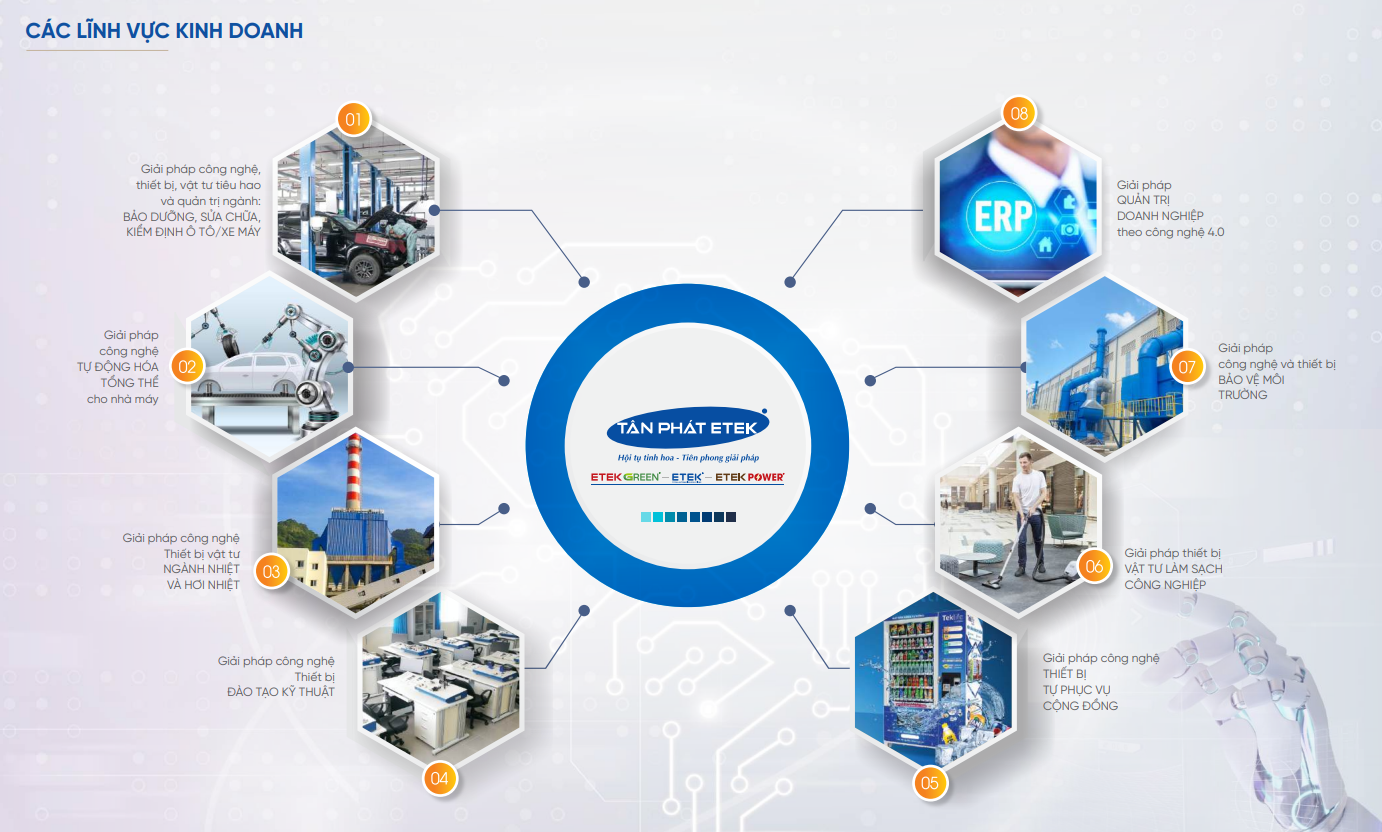 CÁC LĨNH VỰC KINH DOANH
01
Giải pháp công nghệ,
thiết bị, vật tư tiêu hao
và quản trị ngành:
BẢO DƯỠNG, SỬA CHỮA,
KIỂM ĐỊNH Ô TÔ/XE MÁY
02
Giải pháp
công nghệ
TỰ ĐỘNG HÓA
TỔNG THỂ
cho nhà máy
03
Giải pháp công nghệ
Thiết bị vật tư
NGÀNH NHIỆT
VÀ HƠI NHIỆT
04
Giải pháp công nghệ
Thiết bị
ĐÀO TẠO KỸ THUẬT
TÂN PHÁT ETEK
Hội tụ tinh hoa - Tiên phong giải pháp
ETEK GREEN – ETEK – ETEK POWER
05
Giải pháp công nghệ
THIẾT BỊ
TỰ PHỤC VỤ
CỘNG ĐỒNG
Teklife
06
Giải pháp thiết bị
VẬT TƯ LÀM SẠCH
CÔNG NGHIỆP
07
Giải pháp
công nghệ và thiết bị
BẢO VỆ MÔI
TRƯỜNG
08
Giải pháp
QUẢN TRỊ
DOANH NGHIỆP
theo công nghệ 4.0
ERP